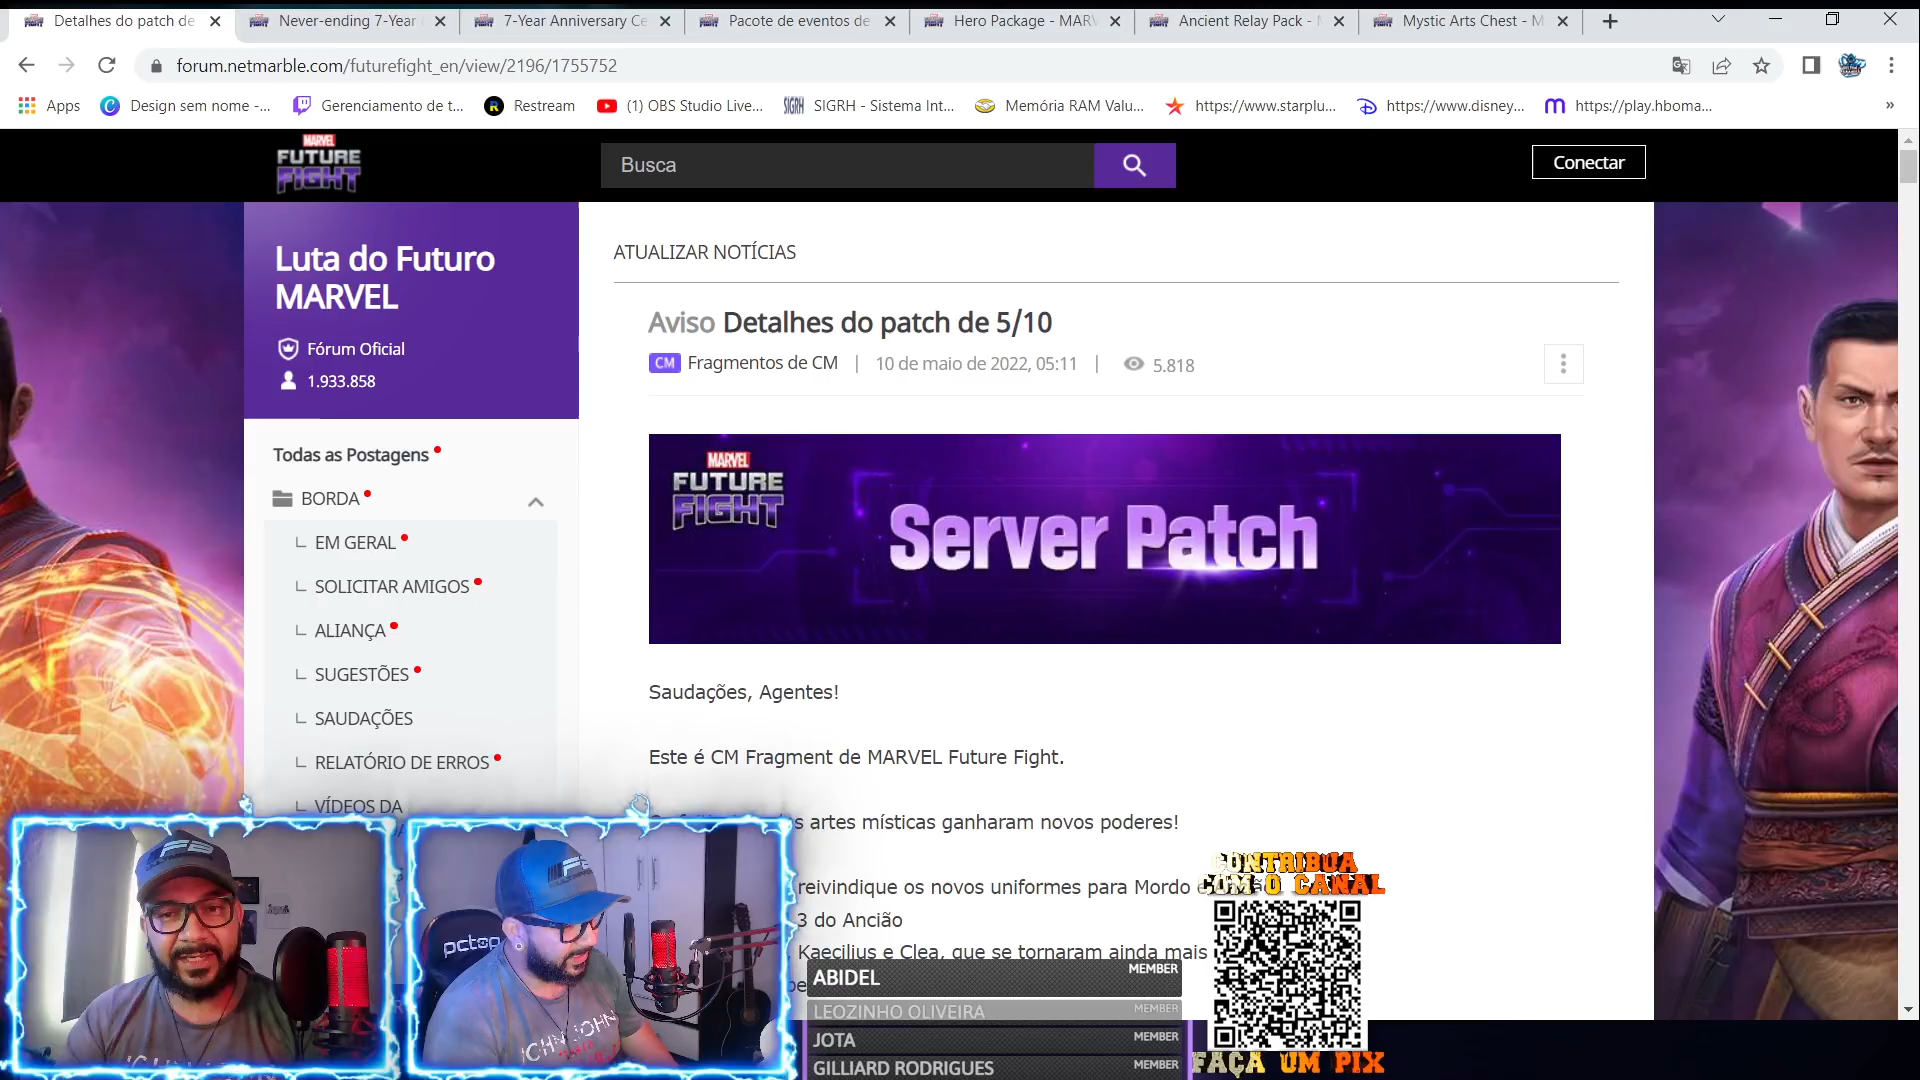 Detalhes do patch de
Never-ending 7-Year
7-Year Anniversary Ce
Pacote de eventos de
Hero Package - MARV
Ancient Relay Pack -
Mystic Arts Chest - M
forum.netmarble.com/futurefight_en/view/2196/1755752
Apps
Design sem nome -...
Gerenciamento de t...
Restream
(1) OBS Studio Live...
SIGRH - Sistema Int...
Memória RAM Valu...
https://www.starplu...
https://www.disney...
https://play.hboma...
MARVEL
FUTURE
FIGHT
Busca
Conectar
Luta do Futuro
MARVEL
Fórum Oficial
1.933.858
Todas as Postagens
BORDA
EM GERAL
SOLICITAR AMIGOS
ALIANÇA
SUGESTÕES
SAUDAÇÕES
RELATÓRIO DE ERROS
VÍDEOS DA
ATUALIZAR NOTÍCIAS
Aviso Detalhes do patch de 5/10
CM Fragmentos de CM | 10 de maio de 2022, 05:11 | 5.818
MARVEL
FUTURE
FIGHT
Server Patch
Saudações, Agentes!
Este é CM Fragment de MARVEL Future Fight.
artes místicas ganharam novos poderes!
reivindique os novos uniformes para Mordo e
3 do Ancião
Kaecilius e Clea, que se tornaram ainda mais
CONTRIBUA
COM O CANAL
FAÇA UM PIX
ABIDEL MEMBER
LEOZINHO OLIVEIRA MEMBER
JOTA MEMBER
GILLIARD RODRIGUES MEMBER
pctop
JOHN JOHN